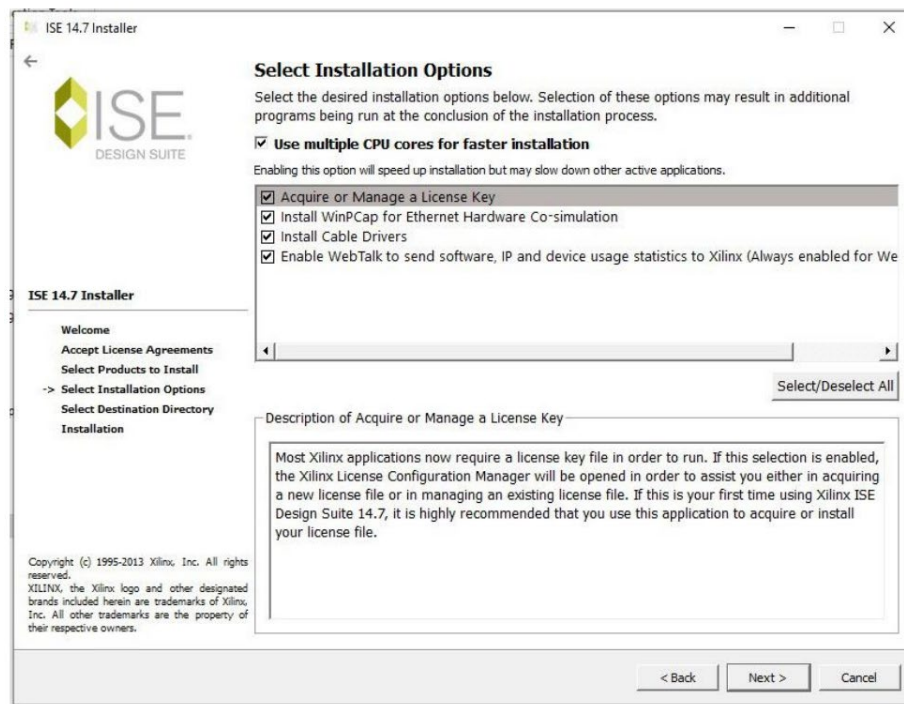 ISE 14.7 Installer
ISE
DESIGN SUITE
Select Installation Options
Select the desired installation options below. Selection of these options may result in additional
programs being run at the conclusion of the installation process.
Use multiple CPU cores for faster installation
Enabling this option will speed up installation but may slow down other active applications.
Acquire or Manage a License Key
Install WinPCap for Ethernet Hardware Co-simulation
Install Cable Drivers
Enable WebTalk to send software, IP and device usage statistics to Xilinx (Always enabled for We
Select/Deselect All
ISE 14.7 Installer
Welcome
Accept License Agreements
Select Products to Install
-> Select Installation Options
Select Destination Directory
Installation
Description of Acquire or Manage a License Key
Most Xilinx applications now require a license key file in order to run. If this selection is enabled,
the Xilinx License Configuration Manager will be opened in order to assist you either in acquiring
a new license file or in managing an existing license file. If this is your first time using Xilinx ISE
Design Suite 14.7, it is highly recommended that you use this application to acquire or install
your license file.
Copyright (c) 1995-2013 Xilinx, Inc. All rights
reserved.
XILINX, the Xilinx logo and other designated
brands included herein are trademarks of Xilinx,
Inc. All other trademarks are the property of
their respective owners.
< Back
Next >
Cancel